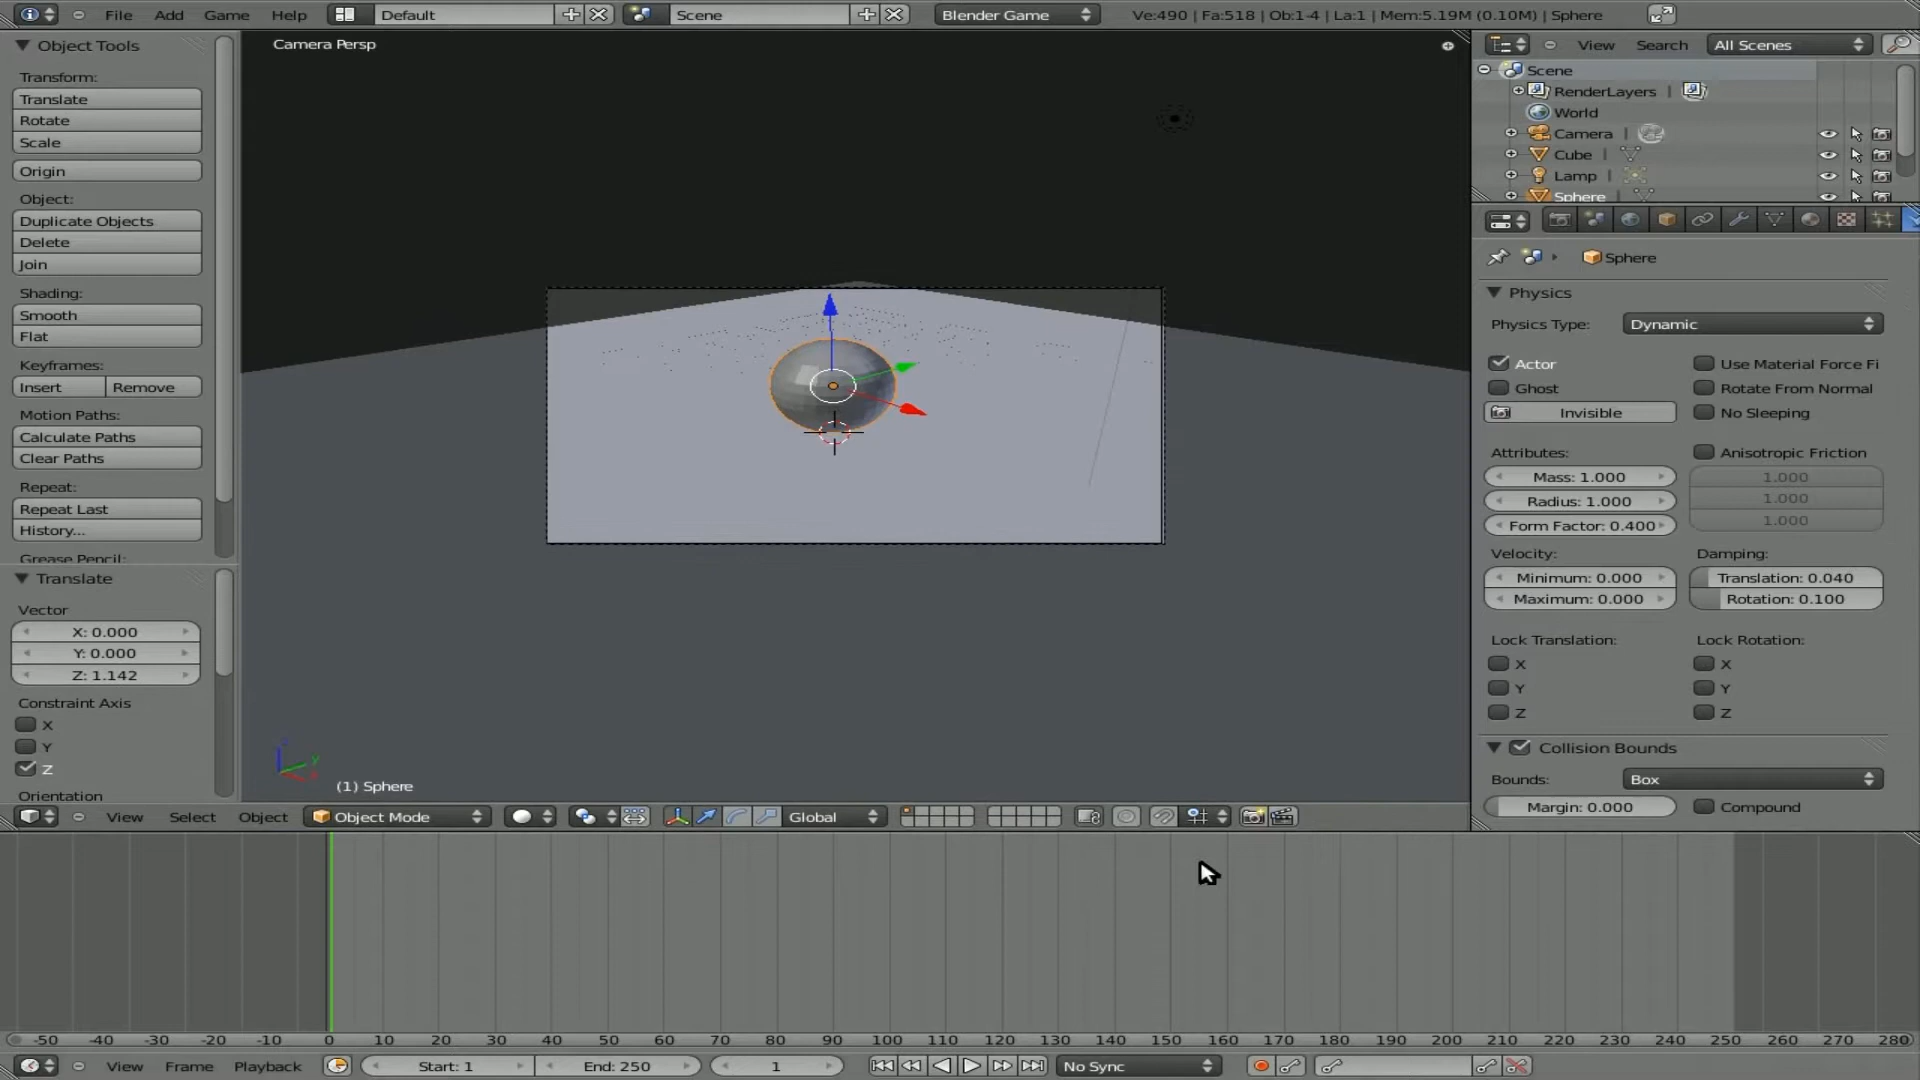 File Add Game Help Default Scene Blender Game Ve:490 | Fa:518 | Ob:1-4 | La:1 | Mem:5.19M (0.10M) | Sphere
Object Tools
Transform:
Translate
Rotate
Scale
Origin
Object:
Duplicate Objects
Delete
Join
Shading:
Smooth
Flat
Keyframes:
Insert Remove
Motion Paths:
Calculate Paths
Clear Paths
Repeat:
Repeat Last
History...
Grease Pencil:
Translate
Vector
X: 0.000
Y: 0.000
Z: 1.142
Constraint Axis
X
Y
Z
Orientation
Camera Persp
(1) Sphere
View Select Object Object Mode Global
View Search All Scenes
Scene
RenderLayers |
World
Camera |
Cube |
Lamp |
Sphere
Sphere
Physics
Physics Type: Dynamic
Actor Use Material Force Fi
Ghost Rotate From Normal
Invisible No Sleeping
Attributes: Anisotropic Friction
Mass: 1.000 1.000
Radius: 1.000 1.000
Form Factor: 0.400 1.000
Velocity: Damping:
Minimum: 0.000 Translation: 0.040
Maximum: 0.000 Rotation: 0.100
Lock Translation: Lock Rotation:
X X
Y Y
Z Z
Collision Bounds
Bounds: Box
Margin: 0.000 Compound
-50 -40 -30 -20 -10 0 10 20 30 40 50 60 70 80 90 100 110 120 130 140 150 160 170 180 190 200 210 220 230 240 250 260 270 280
View Frame Playback Start: 1 End: 250 1 No Sync